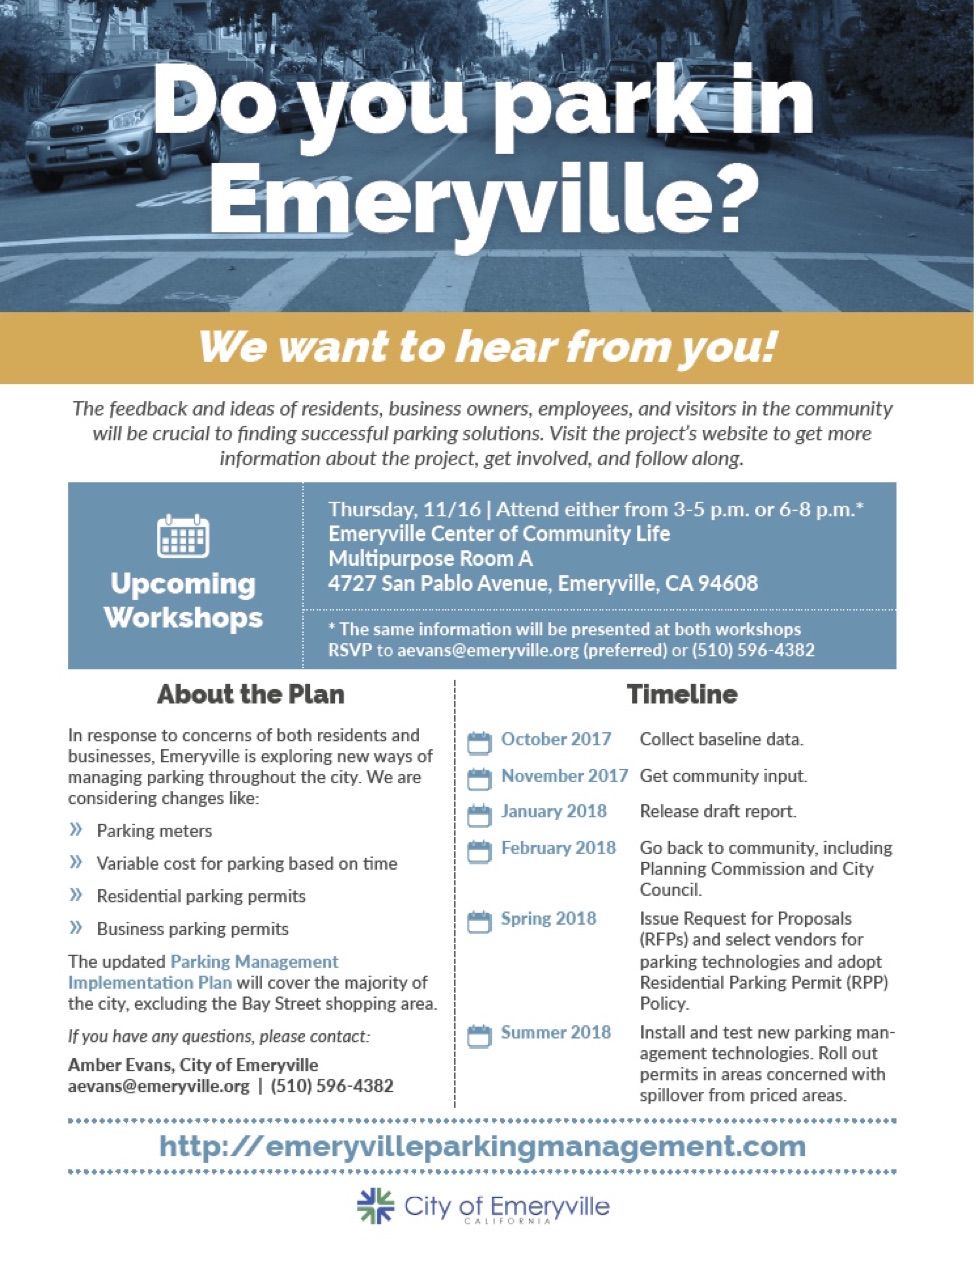 Do you park in
Emeryville?
We want to hear from you!
The feedback and ideas of residents, business owners, employees, and visitors in the community
will be crucial to finding successful parking solutions. Visit the project's website to get more
information about the project, get involved, and follow along.
Upcoming
Workshops
Thursday, 11/16 | Attend either from 3-5 p.m. or 6-8 p.m.*
Emeryville Center of Community Life
Multipurpose Room A
4727 San Pablo Avenue, Emeryville, CA 94608
* The same information will be presented at both workshops
RSVP to aevans@emeryville.org (preferred) or (510) 596-4382
About the Plan
In response to concerns of both residents and
businesses, Emeryville is exploring new ways of
managing parking throughout the city. We are
considering changes like:
» Parking meters
» Variable cost for parking based on time
» Residential parking permits
» Business parking permits
The updated Parking Management
Implementation Plan will cover the majority of
the city, excluding the Bay Street shopping area.
If you have any questions, please contact:
Amber Evans, City of Emeryville
aevans@emeryville.org | (510) 596-4382
Timeline
October 2017 Collect baseline data.
November 2017 Get community input.
January 2018 Release draft report.
February 2018 Go back to community, including
Planning Commission and City
Council.
Spring 2018 Issue Request for Proposals
(RFPs) and select vendors for
parking technologies and adopt
Residential Parking Permit (RPP)
Policy.
Summer 2018 Install and test new parking man-
agement technologies. Roll out
permits in areas concerned with
spillover from priced areas.
http://emeryvilleparkingmanagement.com
City of Emeryville
CALIFORNIA